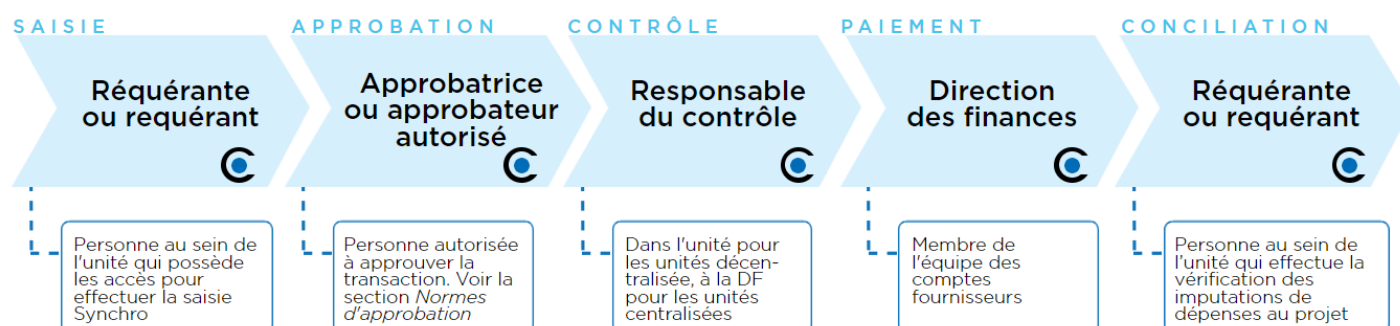 SAISIE
Réquérante
ou requérant
Personne au sein de
l'unité qui possède
les accès pour
effectuer la saisie
Synchro
APPROBATION
Approbatrice
ou approbateur
autorisé
Personne autorisée
à approuver la
transaction. Voir la
section Normes
d'approbation
CONTRÔLE
Responsable
du contrôle
Dans l'unité pour
les unités décen-
tralisée, à la DF
pour les unités
centralisées
PAIEMENT
Direction
des finances
Membre de
l'équipe des
comptes
fournisseurs
CONCILIATION
Réquérante
ou requérant
Personne au sein de
l'unité qui effectue la
vérification des
imputations de
dépenses au projet